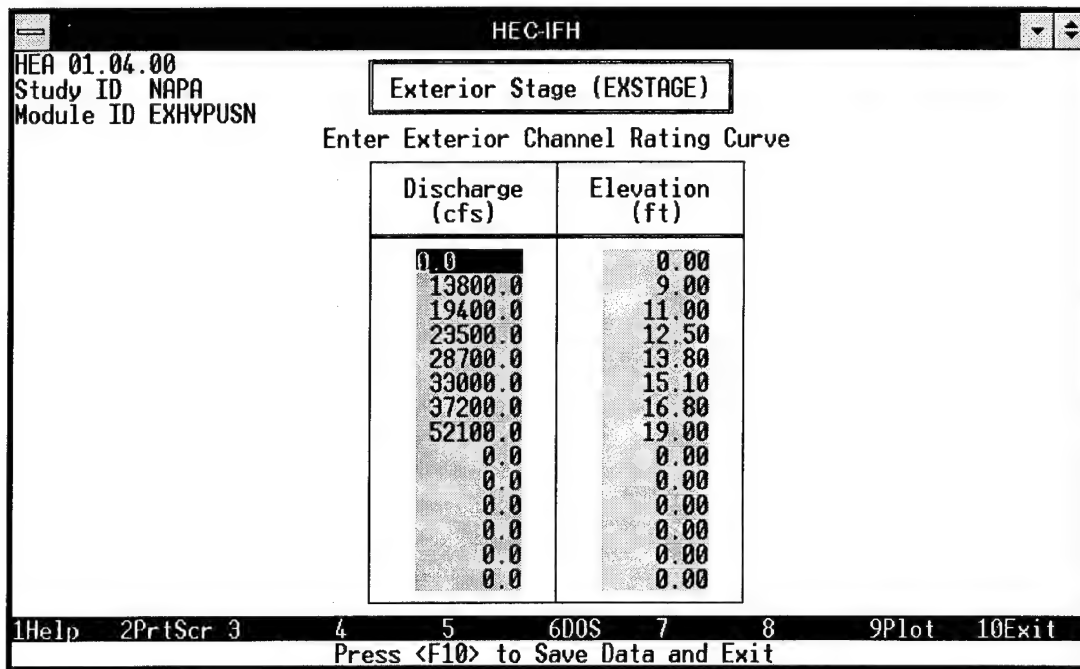 HEC-IFH
HEA 01.04.00
Study ID NAPA
Module ID EXHYPUSN
Exterior Stage (EXSTAGE)
Enter Exterior Channel Rating Curve
Discharge Elevation
(cfs) (ft)
0.0 0.00
13800.0 9.00
19400.0 11.00
23500.0 12.50
28700.0 13.80
33000.0 15.10
37200.0 16.80
52100.0 19.00
0.0 0.00
0.0 0.00
0.0 0.00
0.0 0.00
0.0 0.00
0.0 0.00
1Help 2PrtScr 3 4 5 6DOS 7 8 9Plot 10Exit
Press <F10> to Save Data and Exit